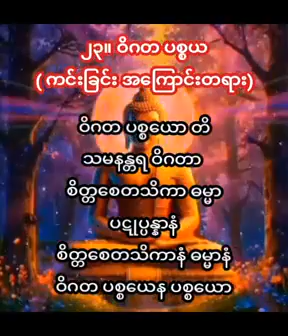 ၂၃။ ဝိဂတ ပစ္စယ
( ကင်းခြင်း အကြောင်းတရား)
ဝိဂတ ပစ္စယော တိ
သမနန္တရ ဝိဂတာ
စိတ္တစေတသိကာ ဓမ္မာ
ပဋုပ္ပန္နာနံ
စိတ္တစေတသိကာနံ ဓမ္မာနံ
ဝိဂတ ပစ္စယေန ပစ္စယော